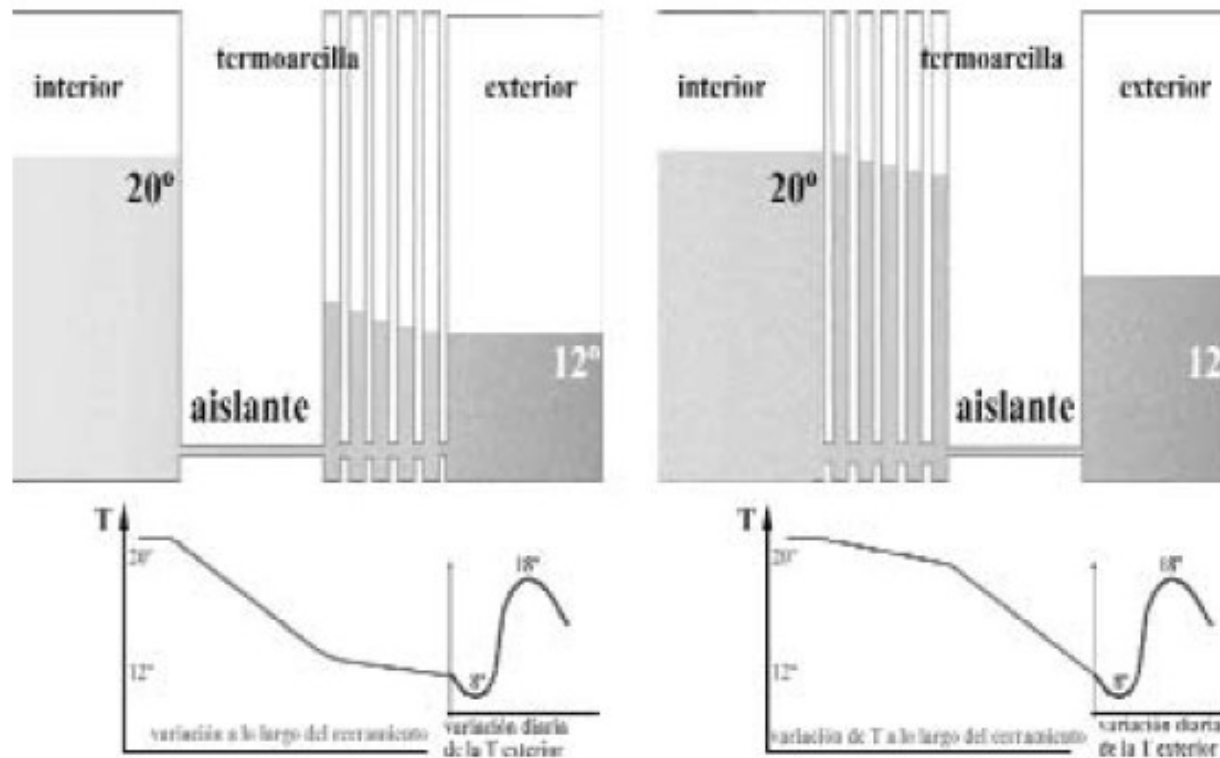 termoarcilla
interior
exterior
20º
12º
aislante
T
20º
18º
12º
8º
variación a lo largo del cerramiento
variación diaria
de la T exterior
termoarcilla
interior
exterior
20º
12
aislante
T
20º
18º
12º
8º
variación de T a lo largo del cerramiento
variación diaria
de la T exterior